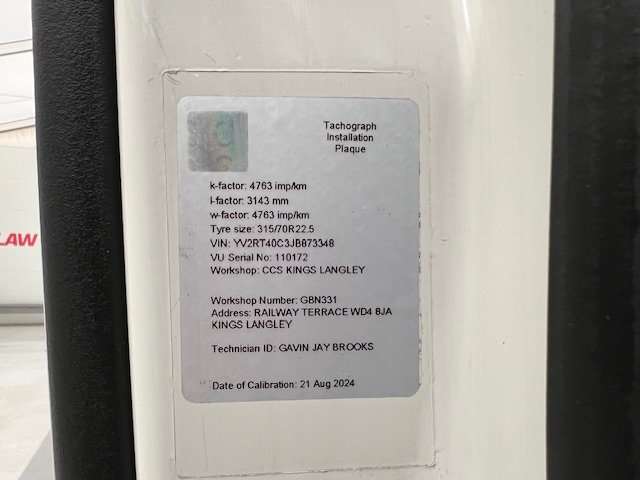 Tachograph
Installation
Plaque
k-factor: 4763 imp/km
l-factor: 3143 mm
w-factor: 4763 imp/km
Tyre size: 315/70R22.5
VIN: YV2RT40C3JB873348
VU Serial No: 110172
Workshop: CCS KINGS LANGLEY
Workshop Number: GBN331
Address: RAILWAY TERRACE WD4 8JA
KINGS LANGLEY
Technician ID: GAVIN JAY BROOKS
Date of Calibration: 21 Aug 2024
LAW